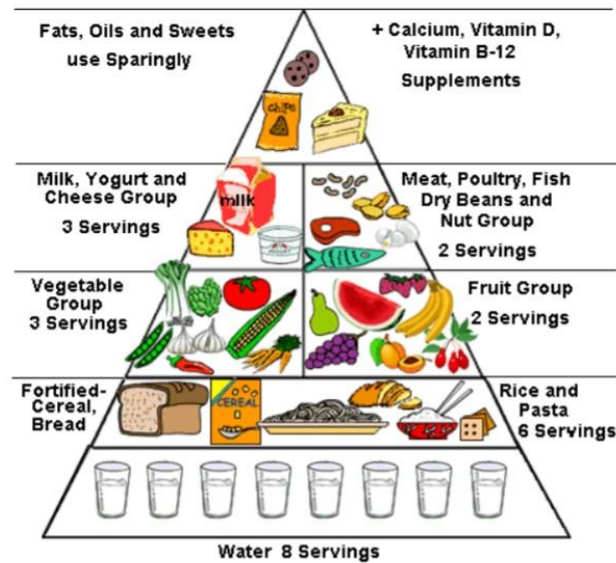 Fats, Oils and Sweets
use Sparingly
+ Calcium, Vitamin D,
Vitamin B-12
Supplements
chips
Milk, Yogurt and
Cheese Group
3 Servings
milk
Meat, Poultry, Fish
Dry Beans and
Nut Group
2 Servings
Vegetable
Group
3 Servings
Fruit Group
2 Servings
Fortified-
Cereal,
Bread
CEREAL
Rice and
Pasta
6 Servings
Water 8 Servings